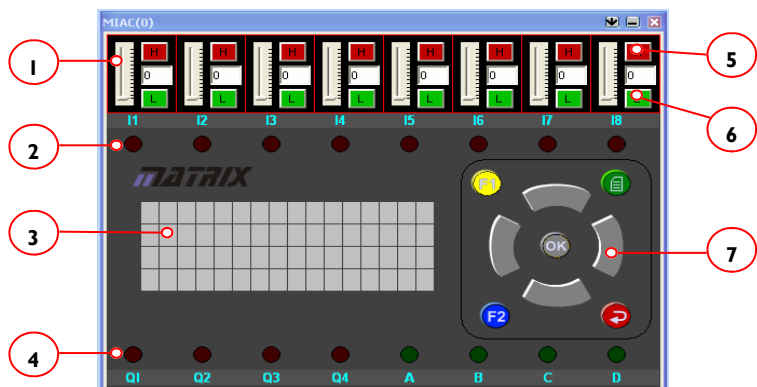 MIAC(0)
H H H H H H H
0 0 0 0 0 0 0 0
L L L L L L L L
I1 I2 I3 I4 I5 I6 I7 I8
1
5
6
2
MATRIX
F1
3
OK
7
F2
4
Q1 Q2 Q3 Q4 A B C D